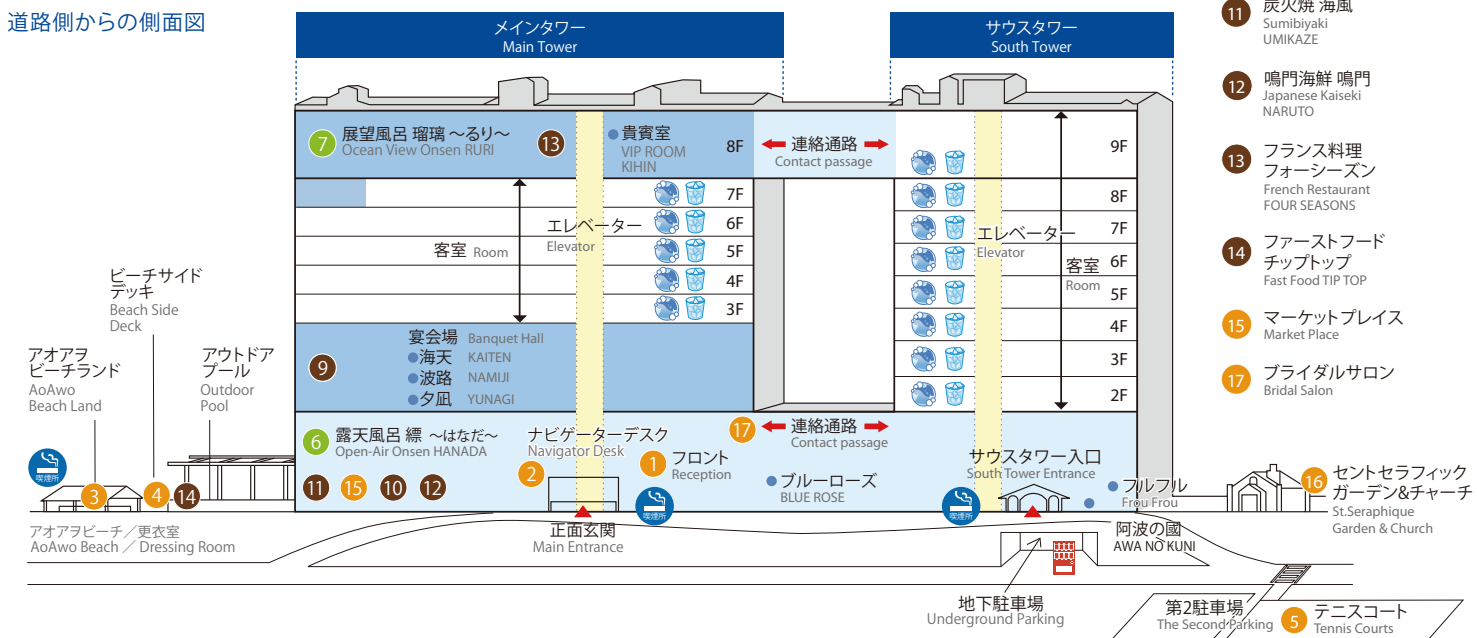 道路側からの側面図
メインタワー
Main Tower
サウスタワー
South Tower
7
展望風呂 瑠璃 ～るり～
Ocean View Onsen RURI
13
貴賓室
VIP ROOM
KIHIN
8F
連絡通路
Contact passage
9F
7F
6F
5F
4F
3F
エレベーター
Elevator
客室 Room
8F
7F
6F
5F
4F
3F
2F
エレベーター
Elevator
客室
Room
9
宴会場 Banquet Hall
海天 KAITEN
波路 NAMIJI
夕凪 YUNAGI
6
露天風呂 縹 ～はなだ～
Open-Air Onsen HANADA
11 15 10 12
ナビゲーターデスク
Navigator Desk
2
1
フロント
Reception
喫煙所
17
連絡通路
Contact passage
ブルーローズ
BLUE ROSE
サウスタワー入口
South Tower Entrance
喫煙所
フルフル
Frou Frou
阿波の國
AWA NO KUNI
正面玄関
Main Entrance
ビーチサイド
デッキ
Beach Side
Deck
アオアヲ
ビーチランド
AoAwo
Beach Land
アウトドア
プール
Outdoor
Pool
喫煙所
3
4
14
アオアヲビーチ／更衣室
AoAwo Beach ／ Dressing Room
地下駐車場
Underground Parking
第2駐車場
The Second Parking
5
テニスコート
Tennis Courts
16
セントセラフィック
ガーデン&チャーチ
St.Seraphique
Garden & Church
11
炭火焼 海風
Sumibiyaki
UMIKAZE
12
鳴門海鮮 鳴門
Japanese Kaiseki
NARUTO
13
フランス料理
フォーシーズン
French Restaurant
FOUR SEASONS
14
ファーストフード
チップトップ
Fast Food TIP TOP
15
マーケットプレイス
Market Place
17
ブライダルサロン
Bridal Salon